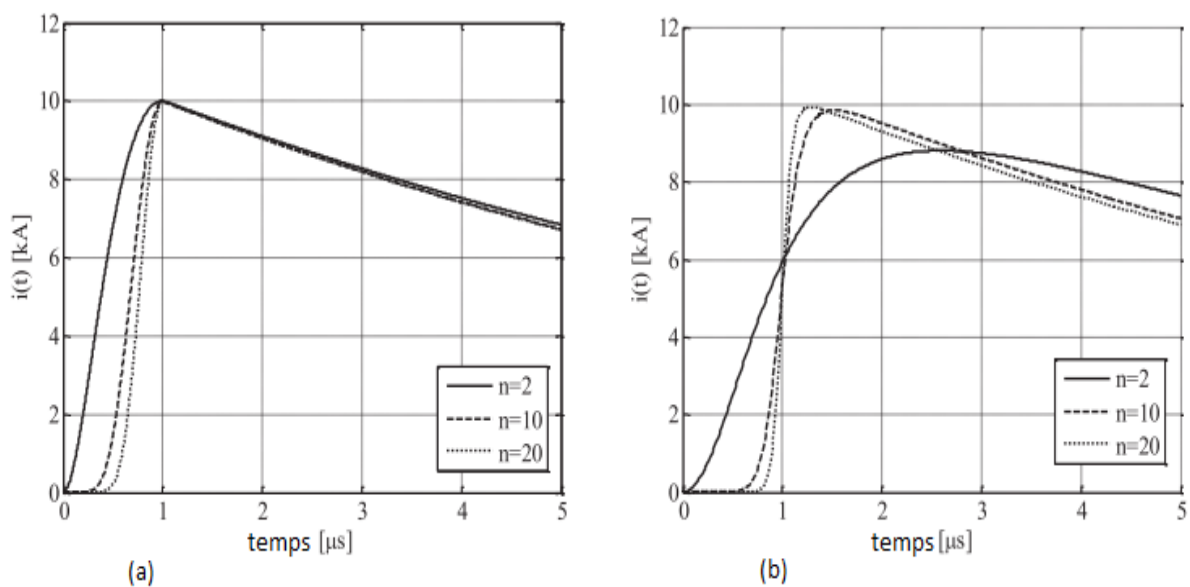 12
10
8
6
4
2
0
i(t) [kA]
n=2
n=10
n=20
0 1 2 3 4 5
temps [μs]
(a)
12
10
8
6
4
2
0
i(t) [kA]
n=2
n=10
n=20
0 1 2 3 4 5
temps [μs]
(b)